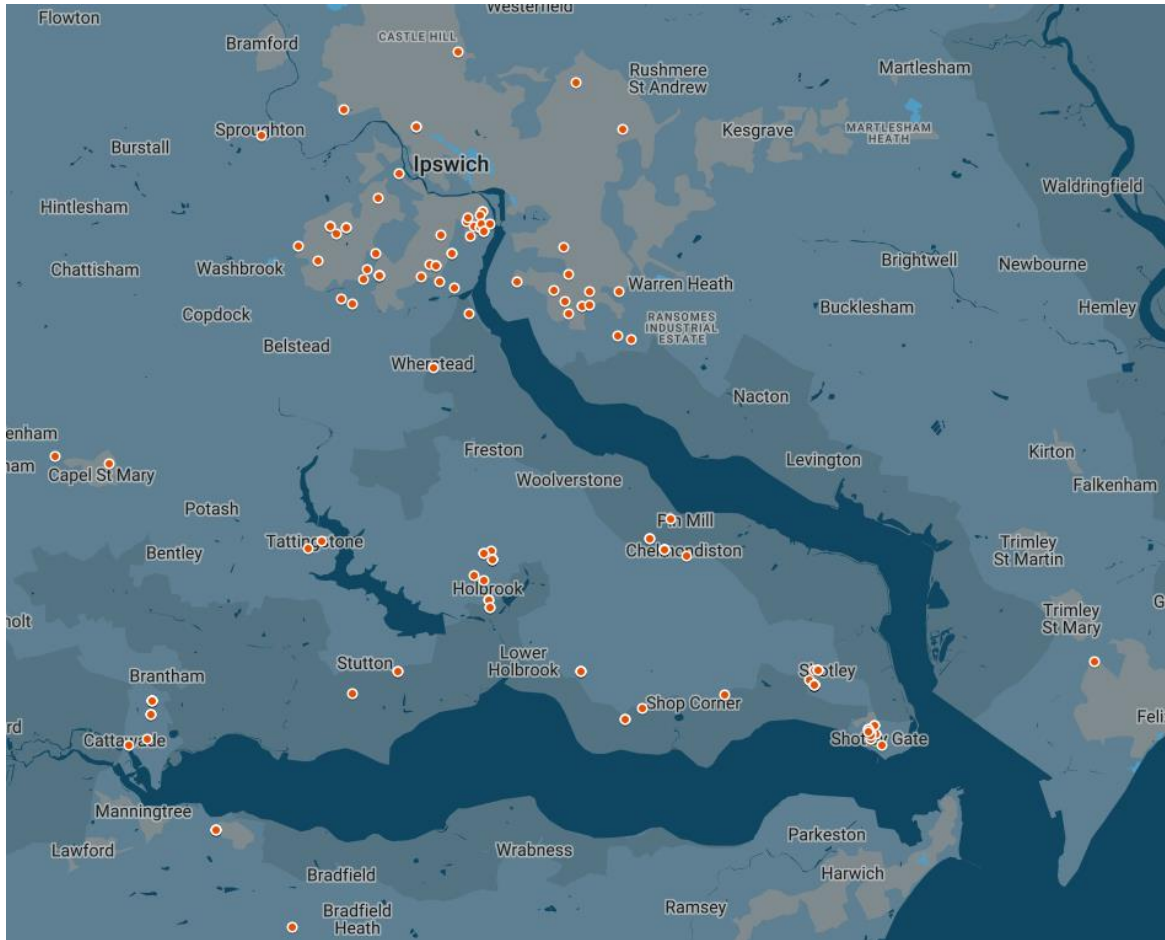 Westerfield
Flowton
CASTLE HILL
Bramford
Rushmere
St Andrew
Martlesham
Sproughton
Kesgrave
MARTLESHAM
HEATH
Burstall
Ipswich
Waldringfield
Hintlesham
Chattisham
Washbrook
Brightwell
Newbourne
Warren Heath
Copdock
Bucklesham
Hemley
RANSOMES
INDUSTRIAL
ESTATE
Belstead
Wherstead
Nacton
enham
ham
Capel St Mary
Freston
Woolverstone
Levington
Kirton
Falkenham
Potash
Pin Mill
Tattingstone
Bentley
Chelmondiston
Trimley
St Martin
Holbrook
Trimley
St Mary
G
holt
Brantham
Stutton
Lower
Holbrook
Shotley
Shop Corner
rd
Cattawade
Shotley Gate
Feli
Manningtree
Lawford
Wrabness
Parkeston
Bradfield
Harwich
Bradfield
Heath
Ramsey